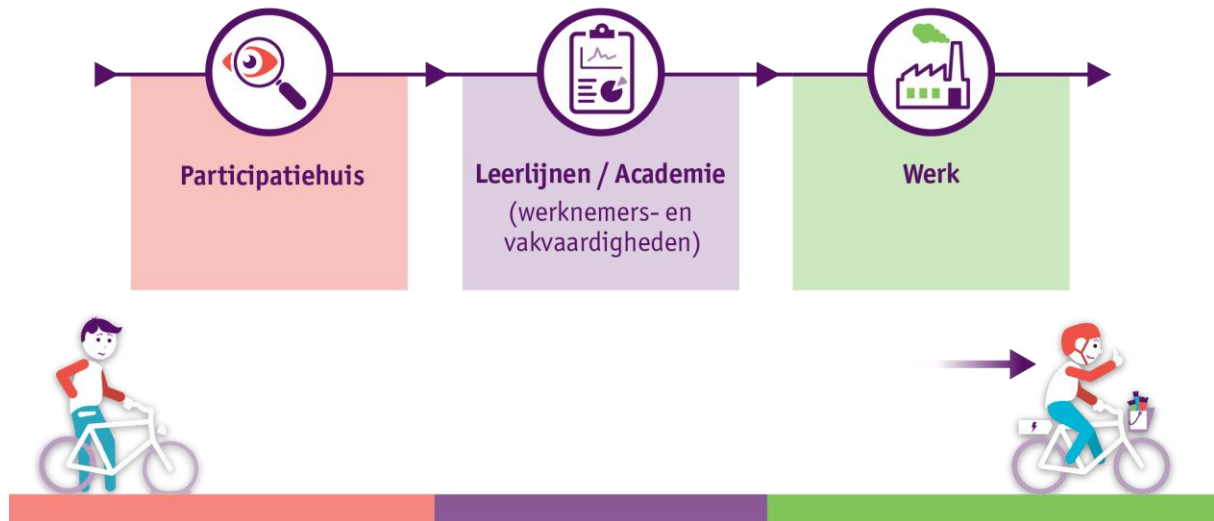 Participatiehuis
Leerlijnen / Academie
(werknemers- en
vakvaardigheden)
Werk